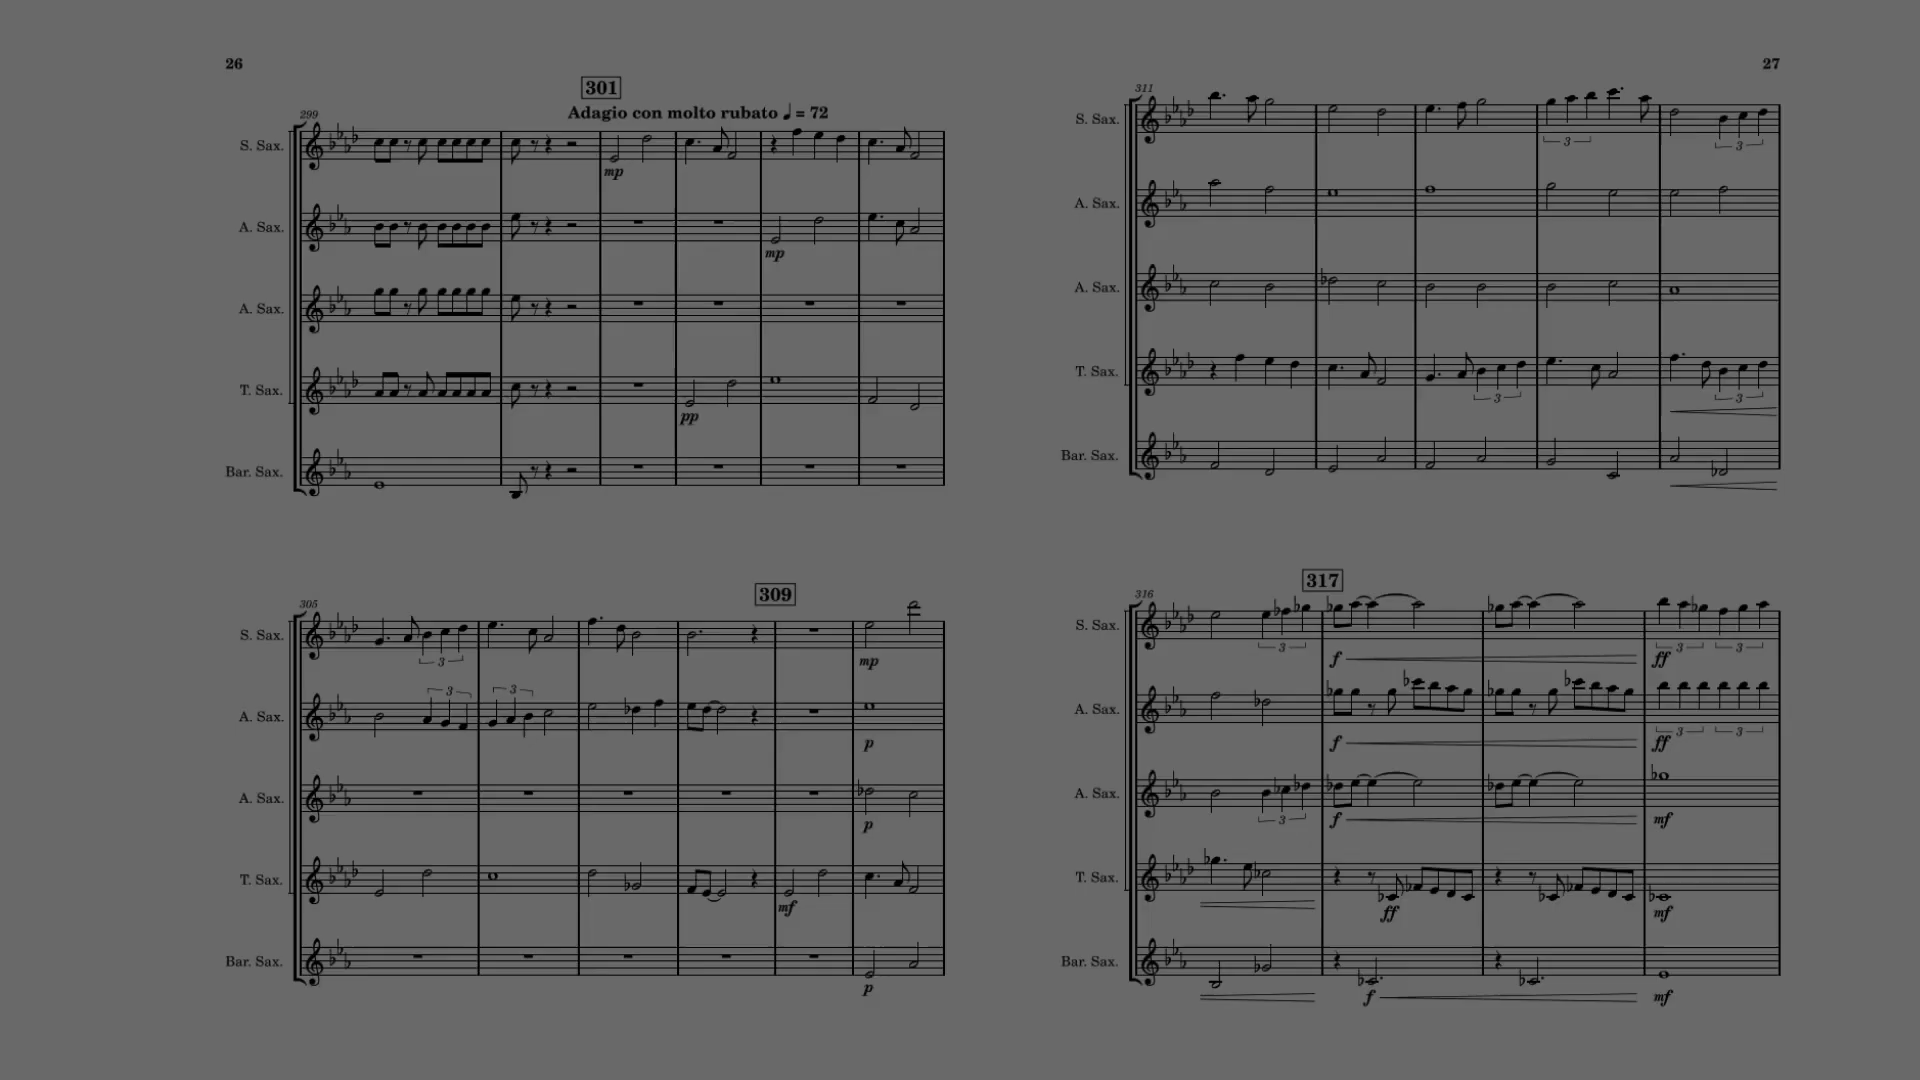 26
301
Adagio con molto rubato ♩ = 72
299
S. Sax.
mp
A. Sax.
mp
A. Sax.
T. Sax.
pp
Bar. Sax.
309
305
S. Sax.
3
mp
3 3
A. Sax.
p
A. Sax.
p
T. Sax.
mf
Bar. Sax.
p
27
311
S. Sax.
3 3
A. Sax.
A. Sax.
T. Sax.
3 3
Bar. Sax.
317
316
S. Sax.
3 3 3
f ff
A. Sax.
3 3
f ff
A. Sax.
3
f mf
T. Sax.
ff mf
Bar. Sax.
f mf